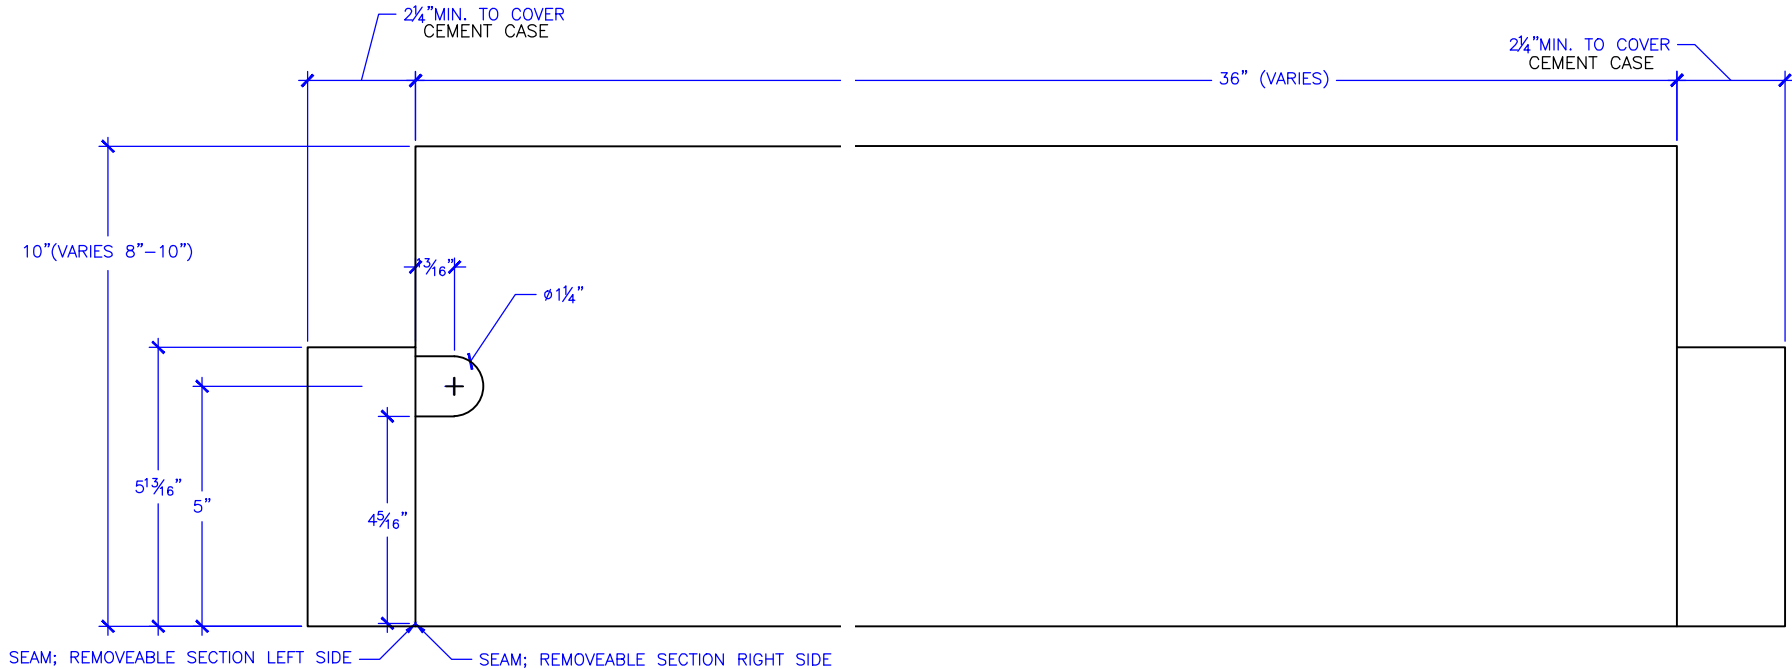 2¼"MIN. TO COVER
CEMENT CASE
2¼"MIN. TO COVER
CEMENT CASE
36" (VARIES)
10"(VARIES 8"-10")
13⁄16"
ø1¼"
5 13⁄16"
5"
4 5⁄16"
SEAM; REMOVEABLE SECTION LEFT SIDE
SEAM; REMOVEABLE SECTION RIGHT SIDE